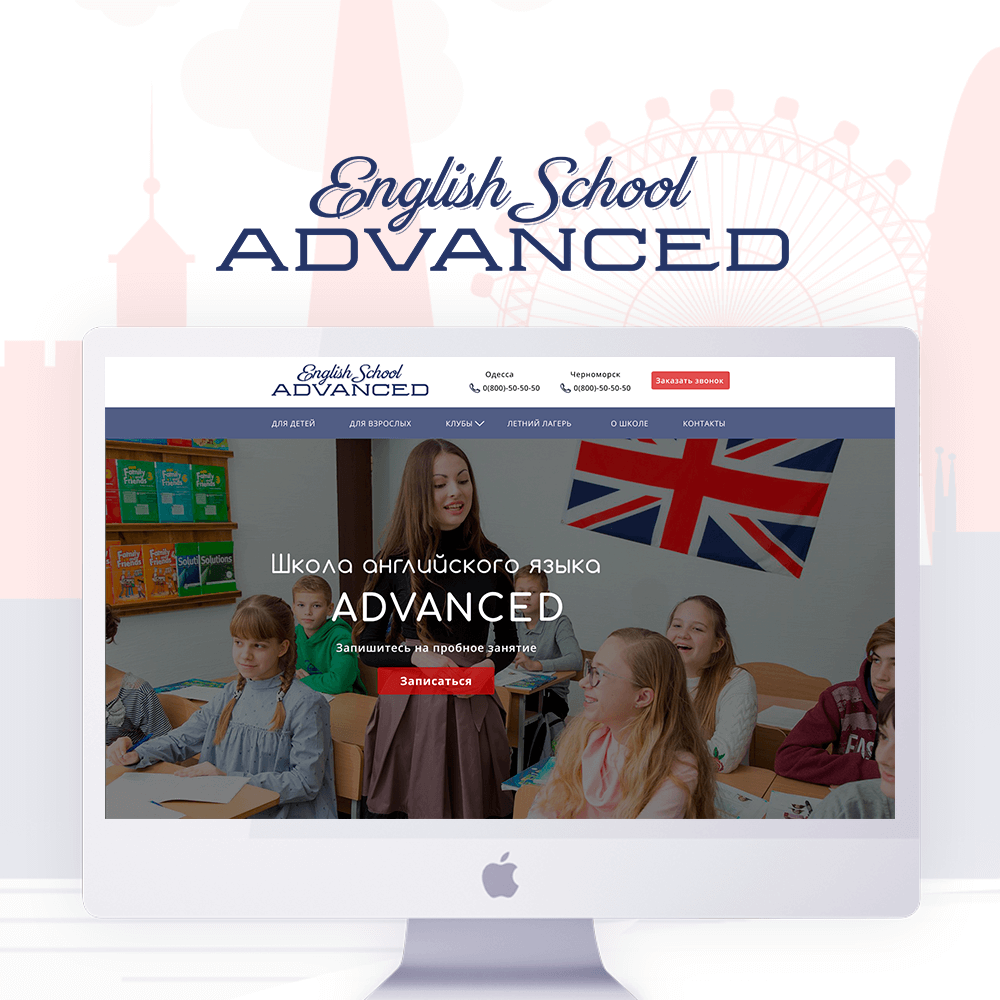 English School
ADVANCED
English School
ADVANCED
Одесса
0(800)-50-50-50
Черноморск
0(800)-50-50-50
Заказать звонок
ДЛЯ ДЕТЕЙ
ДЛЯ ВЗРОСЛЫХ
КЛУБЫ
ЛЕТНИЙ ЛАГЕРЬ
О ШКОЛЕ
КОНТАКТЫ
Family and Friends
Family and Friends
Family and Friends
Family and Friends
Family and Friends
Soluti
Solutions
Школа английского языка
ADVANCED
Запишитесь на пробное занятие
Записаться